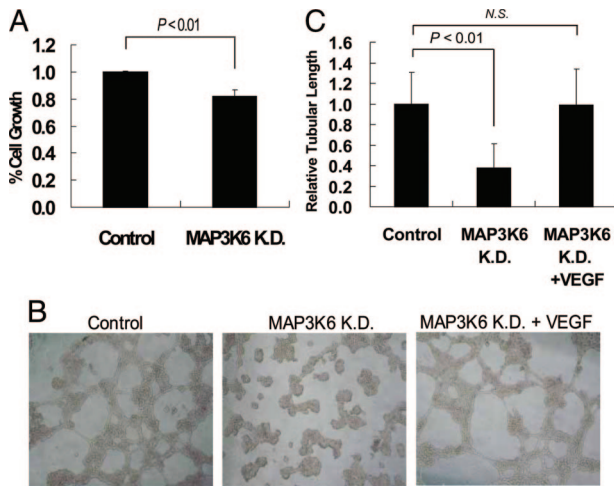 A
P < 0.01
%Cell Growth
1.2
1.0
0.8
0.6
0.4
0.2
0.0
Control MAP3K6 K.D.
C
N.S.
P < 0.01
Relative Tubular Length
1.6
1.4
1.2
1.0
0.8
0.6
0.4
0.2
0
Control
MAP3K6
K.D.
MAP3K6
K.D.
+VEGF
B
Control MAP3K6 K.D. MAP3K6 K.D. + VEGF